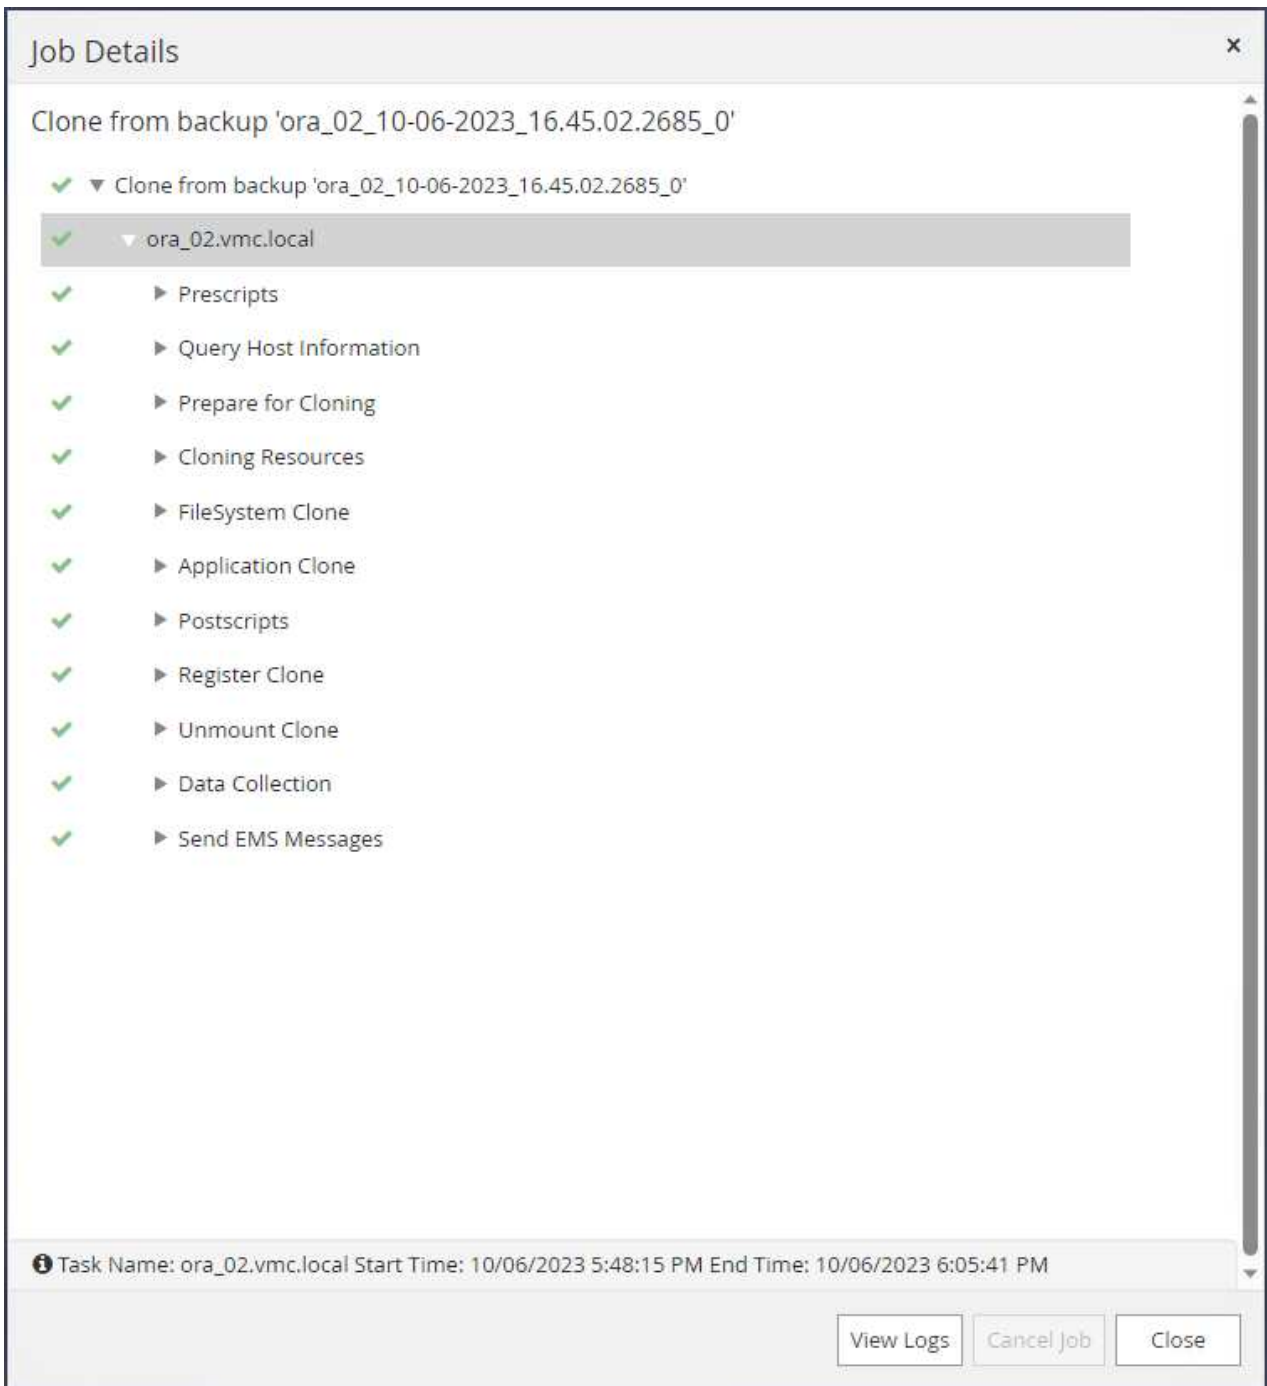 Job Details
Clone from backup 'ora_02_10-06-2023_16.45.02.2685_0'
Clone from backup 'ora_02_10-06-2023_16.45.02.2685_0'
ora_02.vmc.local
Prescripts
Query Host Information
Prepare for Cloning
Cloning Resources
FileSystem Clone
Application Clone
Postscripts
Register Clone
Unmount Clone
Data Collection
Send EMS Messages
Task Name: ora_02.vmc.local Start Time: 10/06/2023 5:48:15 PM End Time: 10/06/2023 6:05:41 PM
View Logs Cancel Job Close